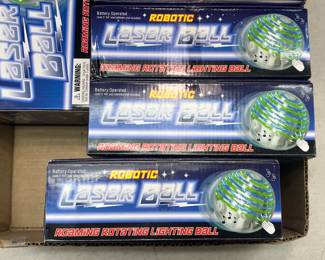 ROBOTIC
Battery Operated
LASER BALL
ROAMING ROTATING LIGHTING BALL
WARNING:
LASER BALL
ROBOTIC
Battery Operated
LASER BALL
ROAMING ROTATING LIGHTING BALL
ROBOTIC
Battery Operated
LASER BALL
ROAMING ROTATING LIGHTING BALL